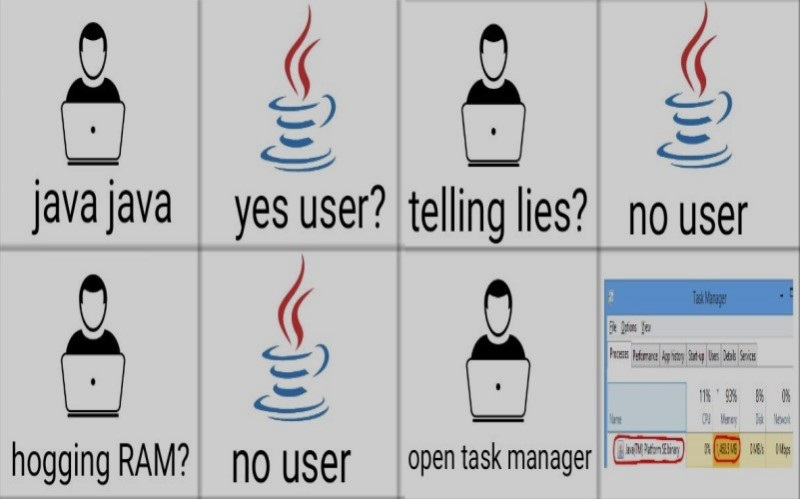 java java
yes user?
telling lies?
no user
hogging RAM?
no user
open task manager
Task Manager
File Options View
Processes Performance App history Start-up Users Details Services
11% 93% 8% 0%
Name CPU Memory Disk Network
Java(TM) Platform SE binary 0% 1,483.3 MB 0 MB/s 0 Mbps